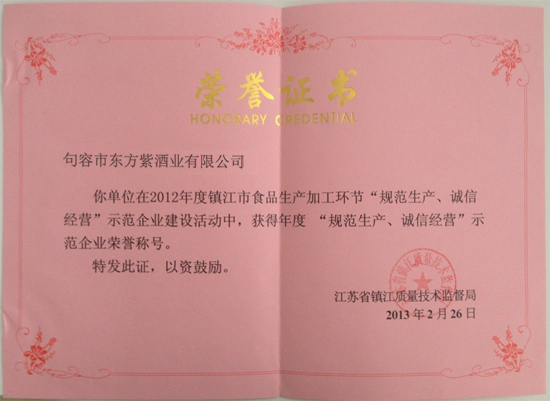 荣誉证书
HONORARY CREDENTIAL
句容市东方紫酒业有限公司
你单位在2012年度镇江市食品生产加工环节“规范生产、诚信
经营”示范企业建设活动中，获得年度 “规范生产、诚信经营”示
范企业荣誉称号。
特发此证，以资鼓励。
江苏省镇江质量技术监督局
2013年2月26日